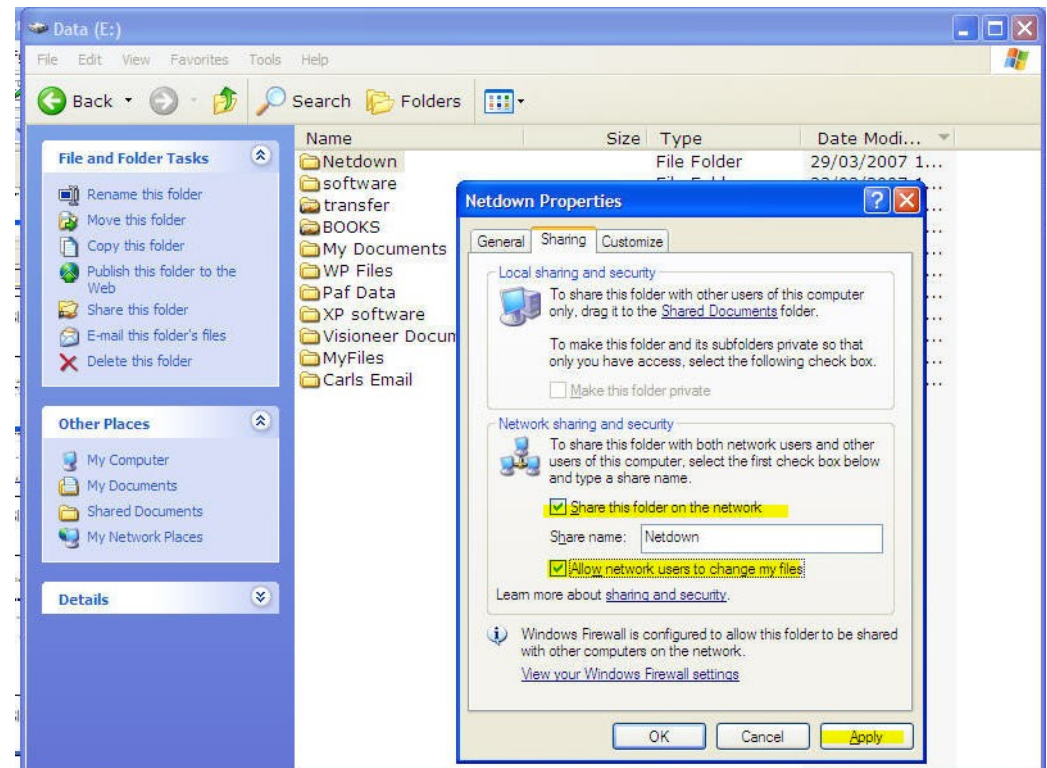 Data (E:)
File Edit View Favorites Tools Help
Back Search Folders
File and Folder Tasks
Rename this folder
Move this folder
Copy this folder
Publish this folder to the
Web
Share this folder
E-mail this folder's files
Delete this folder
Other Places
My Computer
My Documents
Shared Documents
My Network Places
Details
Name Size Type Date Modi...
Netdown File Folder 29/03/2007 1...
software
transfer
BOOKS
My Documents
WP Files
Paf Data
XP software
Visioneer Docum
MyFiles
Carls Email
Netdown Properties
General Sharing Customize
Local sharing and security
To share this folder with other users of this computer
only, drag it to the Shared Documents folder.
To make this folder and its subfolders private so that
only you have access, select the following check box.
Make this folder private
Network sharing and security
To share this folder with both network users and other
users of this computer, select the first check box below
and type a share name.
Share this folder on the network
Share name: Netdown
Allow network users to change my files
Learn more about sharing and security.
Windows Firewall is configured to allow this folder to be shared
with other computers on the network.
View your Windows Firewall settings
OK Cancel Apply